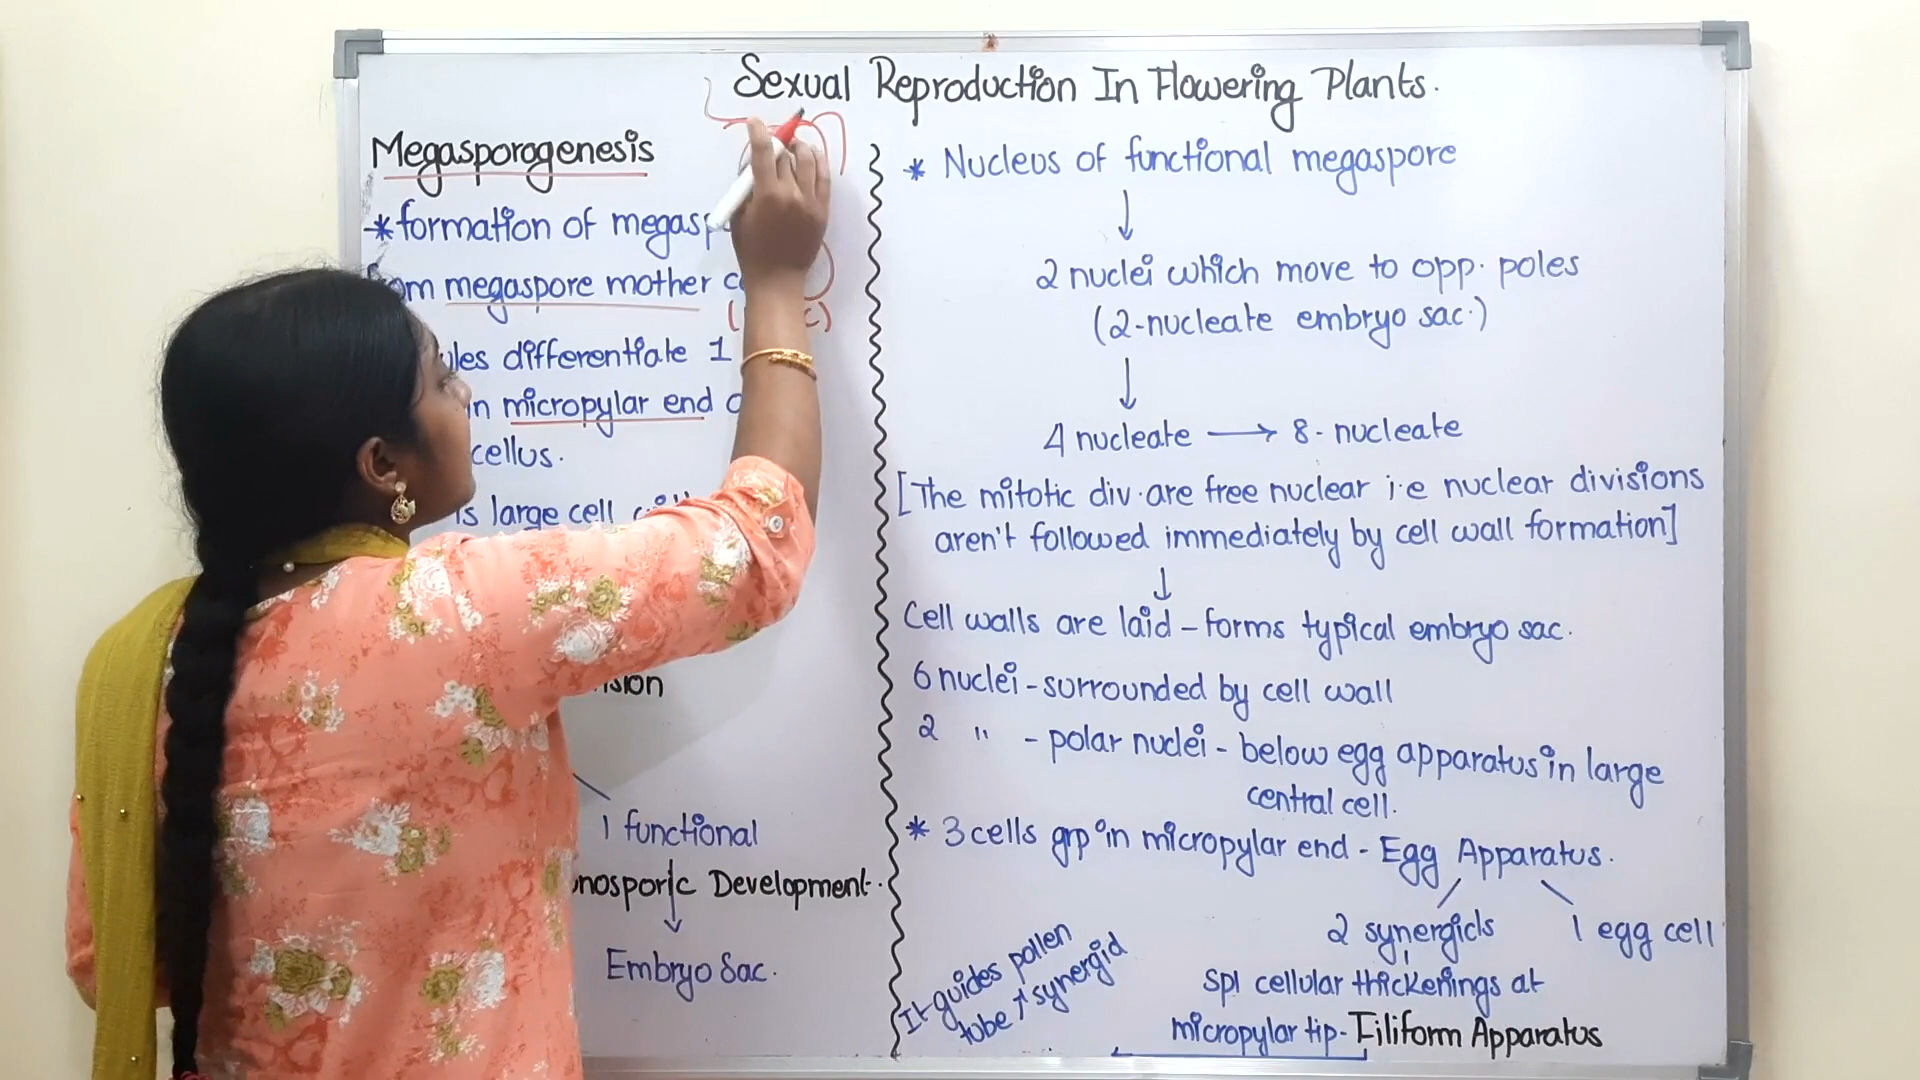 Sexual Reproduction In Flowering Plants.
Megasporogenesis
* formation of
megaspore mother
differentiate 1
in micropylar end
is large cell
1 functional
Development.
Embryo Sac.
* Nucleus of functional megaspore
2 nuclei which move to opp. poles
(2-nucleate embryo sac.)
4 nucleate → 8-nucleate
[The mitotic div. are free nuclear i.e nuclear divisions
aren't followed immediately by cell wall formation]
Cell walls are laid - forms typical embryo sac.
6 nuclei - surrounded by cell wall
2 " - polar nuclei - below egg apparatus in large
central cell.
* 3 cells grp in micropylar end - Egg Apparatus.
2 synergids 1 egg cell
Spl cellular thickenings at
micropylar tip - Filiform Apparatus
It guides pollen
tube → synergid